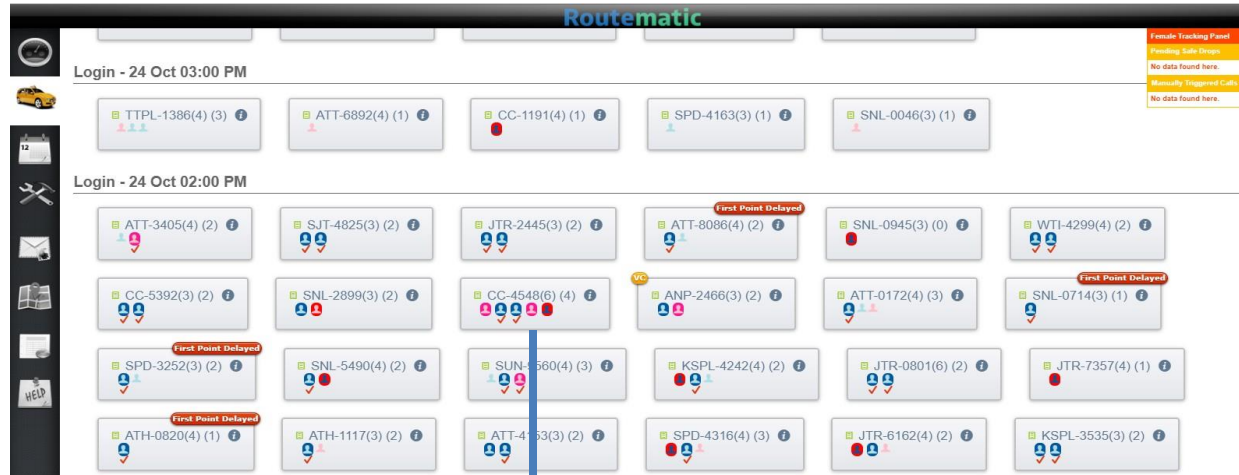 Routematic
Female Tracking Panel
Pending Safe Drops
No data found here.
Manually Triggered Calls
No data found here.
Login - 24 Oct 03:00 PM
TTPL-1386(4) (3) i
ATT-6892(4) (1) i
CC-1191(4) (1) i
SPD-4163(3) (1) i
SNL-0046(3) (1) i
12
Login - 24 Oct 02:00 PM
ATT-3405(4) (2) i
SJT-4825(3) (2) i
JTR-2445(3) (2) i
First Point Delayed
ATT-8086(4) (2) i
SNL-0945(3) (0) i
WTI-4299(4) (2) i
CC-5392(3) (2) i
SNL-2899(3) (2) i
CC-4548(6) (4) i
VC
ANP-2466(3) (2) i
ATT-0172(4) (3) i
First Point Delayed
SNL-0714(3) (1) i
First Point Delayed
SPD-3252(3) (2) i
SNL-5490(4) (2) i
(4) (3) i
KSPL-4242(4) (2) i
JTR-0801(6) (2) i
JTR-7357(4) (1) i
HELP
First Point Delayed
ATH-0820(4) (1) i
ATH-1117(3) (2) i
(3) (2) i
SPD-4316(4) (3) i
JTR-6162(4) (2) i
KSPL-3535(3) (2) i